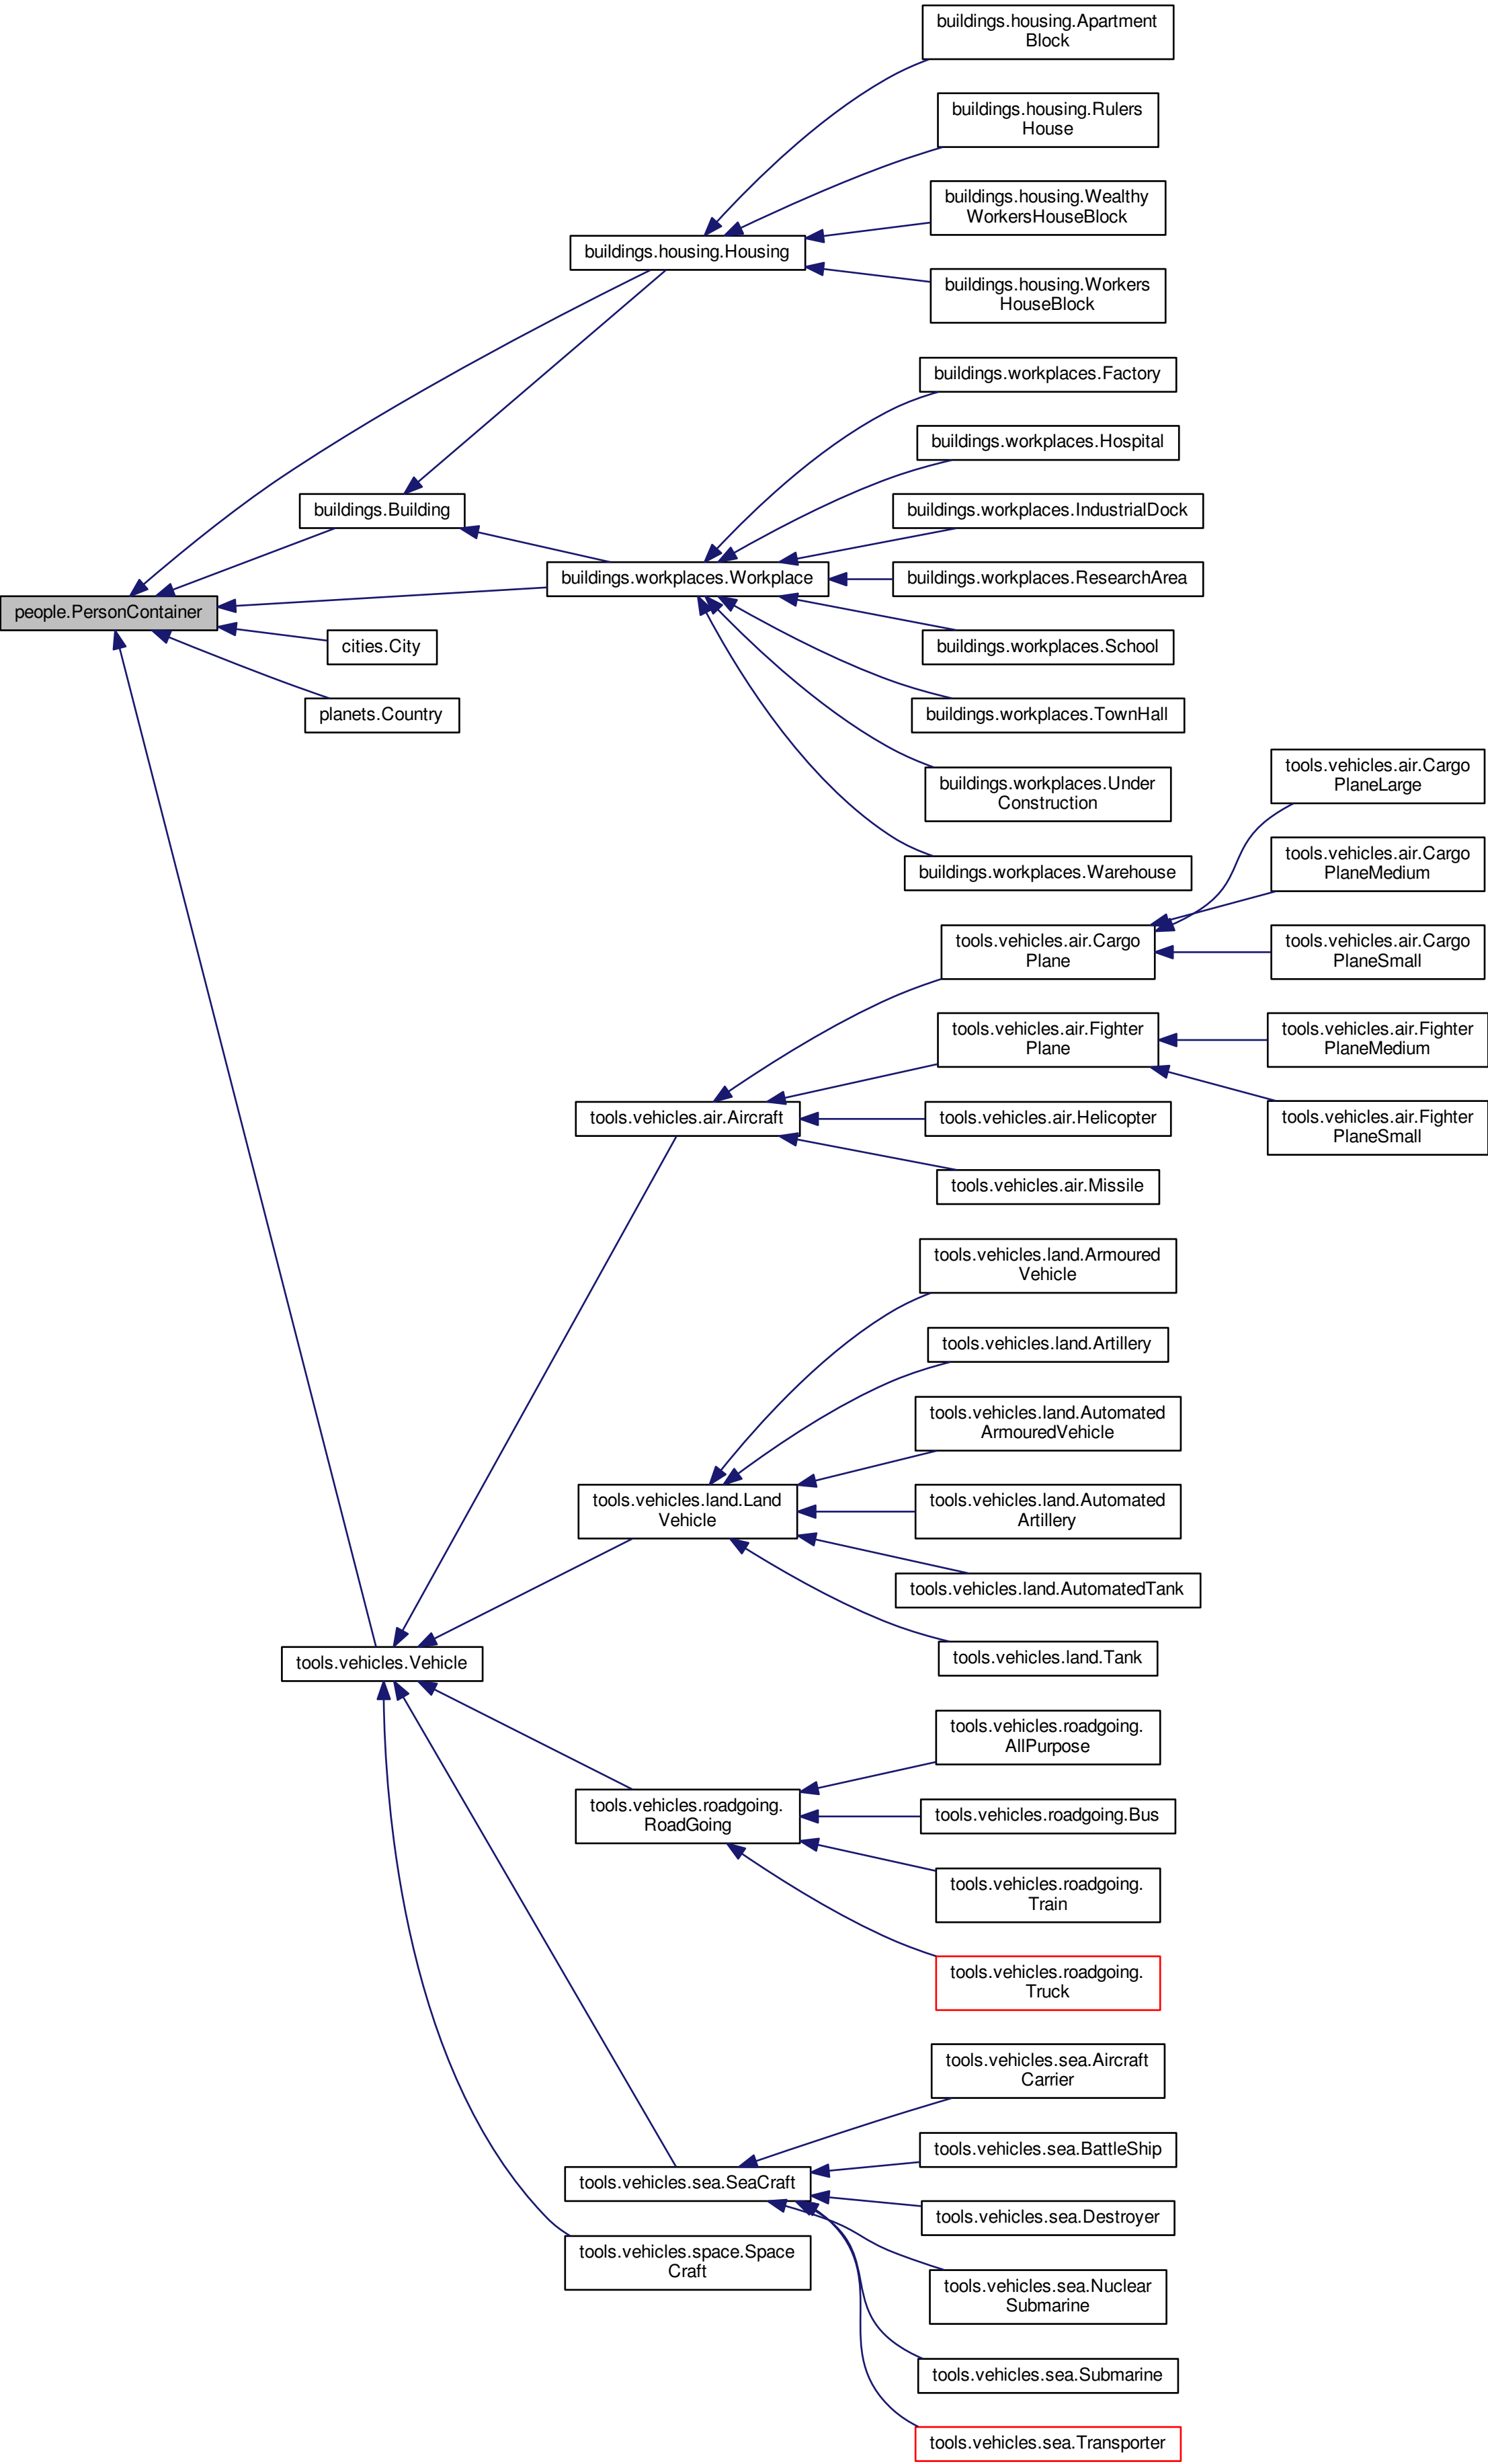 buildings.housing.Apartment
Block
buildings.housing.Rulers
House
buildings.housing.Wealthy
WorkersHouseBlock
buildings.housing.Housing
buildings.housing.Workers
HouseBlock
buildings.workplaces.Factory
buildings.workplaces.Hospital
buildings.Building
buildings.workplaces.IndustrialDock
buildings.workplaces.Workplace
buildings.workplaces.ResearchArea
people.PersonContainer
cities.City
buildings.workplaces.School
planets.Country
buildings.workplaces.TownHall
buildings.workplaces.Under
Construction
buildings.workplaces.Warehouse
tools.vehicles.air.Cargo
PlaneLarge
tools.vehicles.air.Cargo
PlaneMedium
tools.vehicles.air.Cargo
Plane
tools.vehicles.air.Cargo
PlaneSmall
tools.vehicles.air.Fighter
Plane
tools.vehicles.air.Fighter
PlaneMedium
tools.vehicles.air.Aircraft
tools.vehicles.air.Helicopter
tools.vehicles.air.Fighter
PlaneSmall
tools.vehicles.air.Missile
tools.vehicles.land.Armoured
Vehicle
tools.vehicles.land.Artillery
tools.vehicles.land.Automated
ArmouredVehicle
tools.vehicles.land.Land
Vehicle
tools.vehicles.land.Automated
Artillery
tools.vehicles.land.AutomatedTank
tools.vehicles.Vehicle
tools.vehicles.land.Tank
tools.vehicles.roadgoing.
AllPurpose
tools.vehicles.roadgoing.
RoadGoing
tools.vehicles.roadgoing.Bus
tools.vehicles.roadgoing.
Train
tools.vehicles.roadgoing.
Truck
tools.vehicles.sea.Aircraft
Carrier
tools.vehicles.sea.BattleShip
tools.vehicles.sea.SeaCraft
tools.vehicles.sea.Destroyer
tools.vehicles.space.Space
Craft
tools.vehicles.sea.Nuclear
Submarine
tools.vehicles.sea.Submarine
tools.vehicles.sea.Transporter